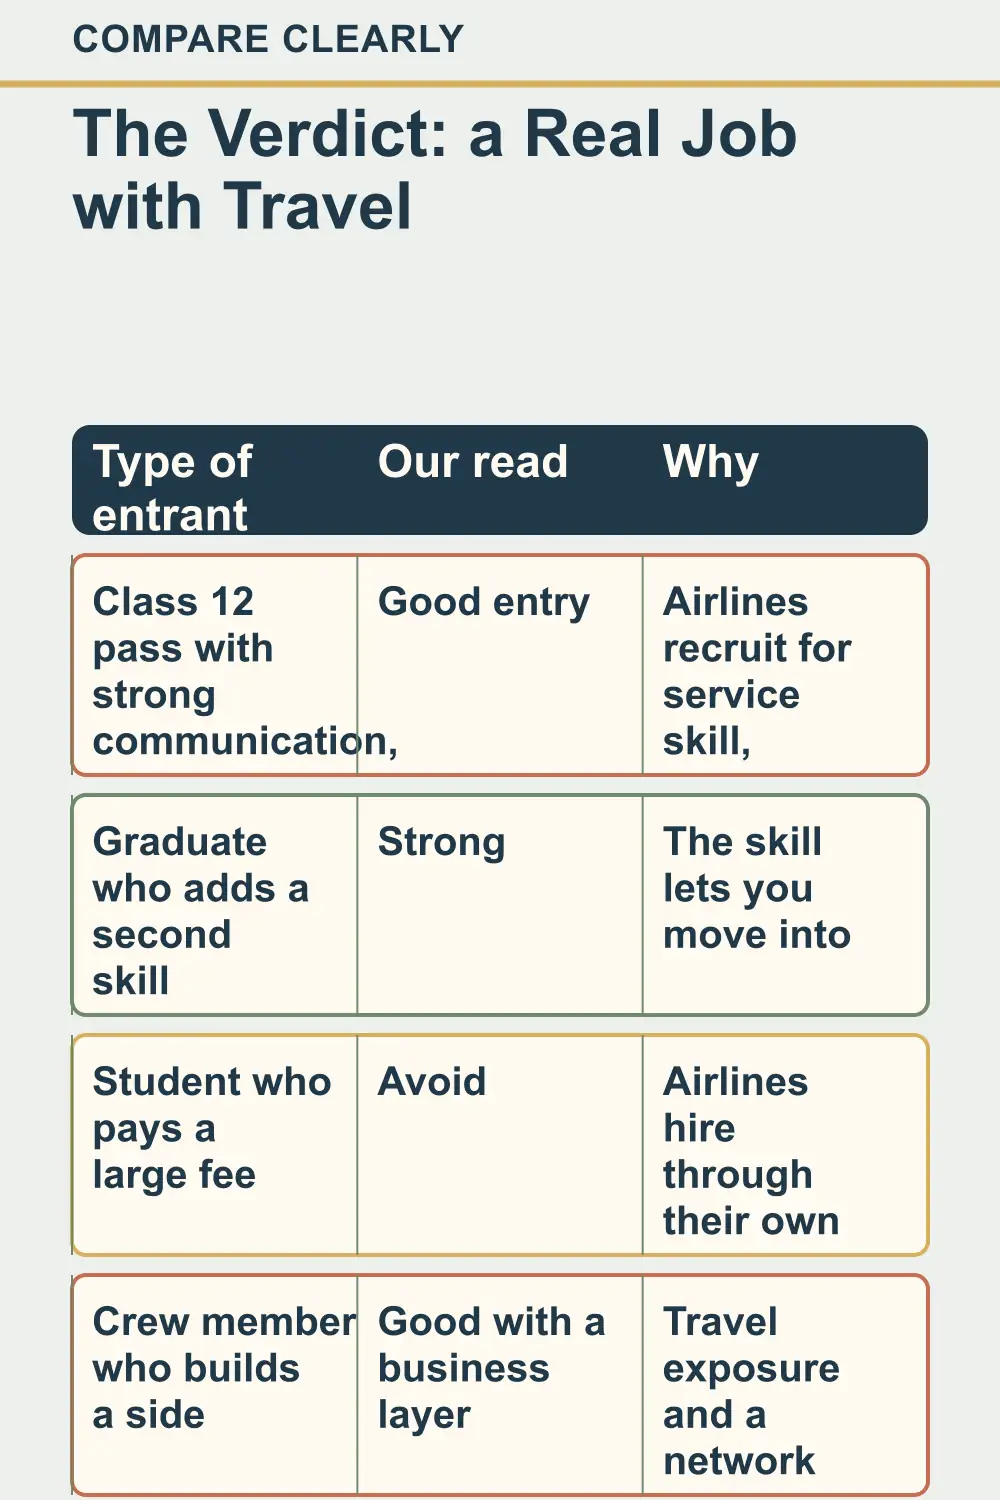 COMPARE CLEARLY
The Verdict: a Real Job
with Travel
Type of
entrant
Our read
Why
Class 12
pass with
strong
communication,
Good entry
Airlines
recruit for
service
skill,
Graduate
who adds a
second
skill
Strong
The skill
lets you
move into
Student who
pays a
large fee
Avoid
Airlines
hire
through
their own
Crew member
who builds
a side
Good with a
business
layer
Travel
exposure
and a
network